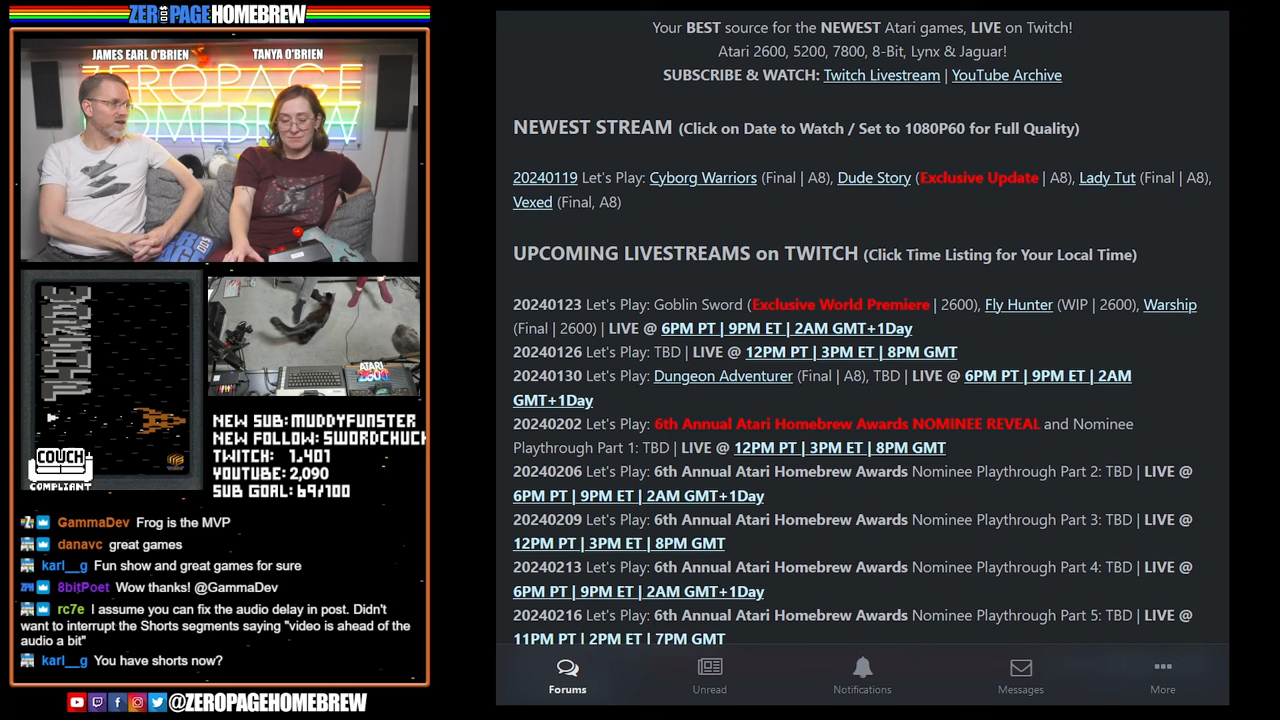 ZEROPAGEHOMEBREW
JAMES EARL O'BRIEN
TANYA O'BRIEN
ZEROPAGE
HOMEBREW
ATARI
COUCH
COMPLIANT
NEW SUB: MUDDYFUNSTER
NEW FOLLOW: SWORDCHUCK
TWITCH: 1,401
YOUTUBE: 2,090
SUB GOAL: 69/100
GammaDev Frog is the MVP
danavc great games
karl__g Fun show and great games for sure
8bitPoet Wow thanks! @GammaDev
rc7e I assume you can fix the audio delay in post. Didn't
want to interrupt the Shorts segments saying "video is ahead of the
audio a bit"
karl__g You have shorts now?
@ZEROPAGEHOMEBREW
Your BEST source for the NEWEST Atari games, LIVE on Twitch!
Atari 2600, 5200, 7800, 8-Bit, Lynx & Jaguar!
SUBSCRIBE & WATCH: Twitch Livestream | YouTube Archive
NEWEST STREAM (Click on Date to Watch / Set to 1080P60 for Full Quality)
20240119 Let's Play: Cyborg Warriors (Final | A8), Dude Story (Exclusive Update | A8), Lady Tut (Final | A8),
Vexed (Final, A8)
UPCOMING LIVESTREAMS on TWITCH (Click Time Listing for Your Local Time)
20240123 Let's Play: Goblin Sword (Exclusive World Premiere | 2600), Fly Hunter (WIP | 2600), Warship
(Final | 2600) | LIVE @ 6PM PT | 9PM ET | 2AM GMT+1Day
20240126 Let's Play: TBD | LIVE @ 12PM PT | 3PM ET | 8PM GMT
20240130 Let's Play: Dungeon Adventurer (Final | A8), TBD | LIVE @ 6PM PT | 9PM ET | 2AM
GMT+1Day
20240202 Let's Play: 6th Annual Atari Homebrew Awards NOMINEE REVEAL and Nominee
Playthrough Part 1: TBD | LIVE @ 12PM PT | 3PM ET | 8PM GMT
20240206 Let's Play: 6th Annual Atari Homebrew Awards Nominee Playthrough Part 2: TBD | LIVE @
6PM PT | 9PM ET | 2AM GMT+1Day
20240209 Let's Play: 6th Annual Atari Homebrew Awards Nominee Playthrough Part 3: TBD | LIVE @
12PM PT | 3PM ET | 8PM GMT
20240213 Let's Play: 6th Annual Atari Homebrew Awards Nominee Playthrough Part 4: TBD | LIVE @
6PM PT | 9PM ET | 2AM GMT+1Day
20240216 Let's Play: 6th Annual Atari Homebrew Awards Nominee Playthrough Part 5: TBD | LIVE @
11PM PT | 2PM ET | 7PM GMT
Forums
Unread
Notifications
Messages
More